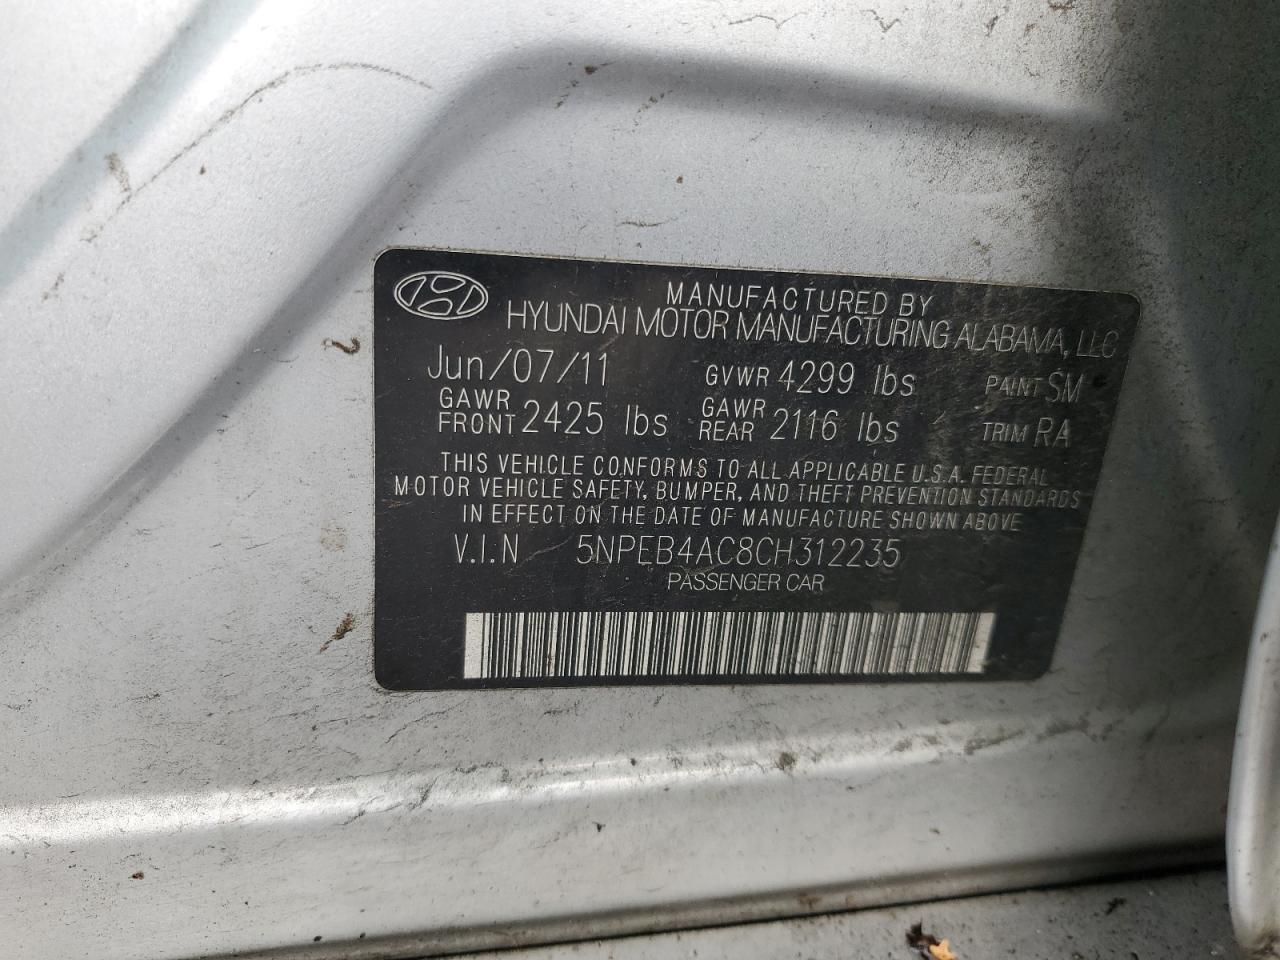 MANUFACTURED BY
HYUNDAI MOTOR MANUFACTURING ALABAMA, LLC
Jun/07/11 GVWR 4299 lbs PAINT SM
GAWR FRONT 2425 lbs GAWR REAR 2116 lbs TRIM RA
THIS VEHICLE CONFORMS TO ALL APPLICABLE U.S.A. FEDERAL
MOTOR VEHICLE SAFETY, BUMPER, AND THEFT PREVENTION STANDARDS
IN EFFECT ON THE DATE OF MANUFACTURE SHOWN ABOVE
V.I.N 5NPEB4AC8CH312235
PASSENGER CAR